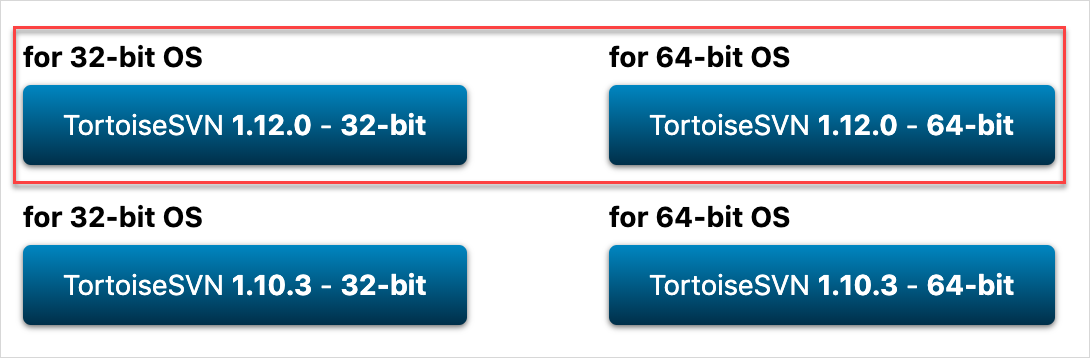 for 32-bit OS
for 64-bit OS
TortoiseSVN 1.12.0 - 32-bit
TortoiseSVN 1.12.0 - 64-bit
for 32-bit OS
for 64-bit OS
TortoiseSVN 1.10.3 - 32-bit
TortoiseSVN 1.10.3 - 64-bit